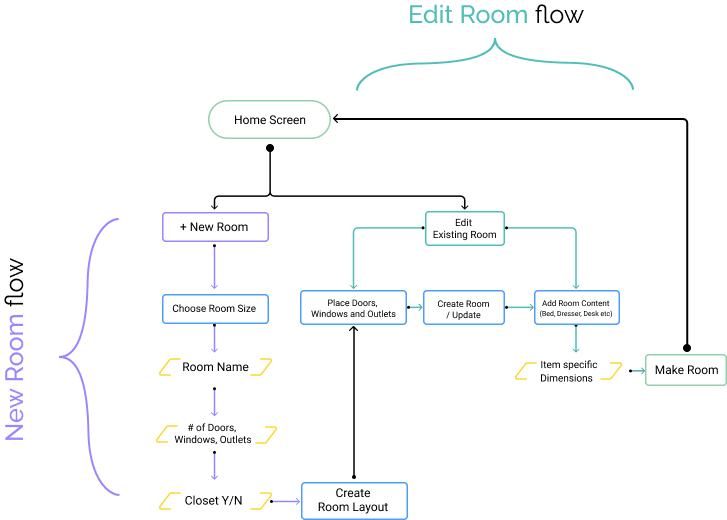 Edit Room flow
Home Screen
+ New Room
Edit
Existing Room
Choose Room Size
Place Doors,
Windows and Outlets
Create Room
/ Update
Add Room Content
(Bed, Dresser, Desk etc)
Room Name
Item specific
Dimensions
Make Room
# of Doors,
Windows, Outlets
Closet Y/N
Create
Room Layout
New Room flow